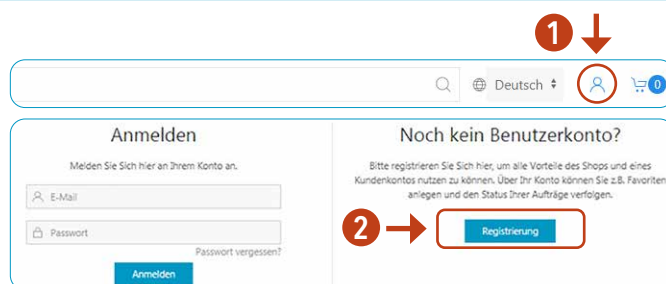 1
Deutsch
0
Anmelden
Melden Sie Sich hier an Ihrem Konto an.
E-Mail
Passwort
Passwort vergessen?
Anmelden
Noch kein Benutzerkonto?
Bitte registrieren Sie Sich hier, um alle Vorteile des Shops und eines
Kundenkontos nutzen zu können. Über Ihr Konto können Sie z.B. Favoriten
anlegen und den Status Ihrer Aufträge verfolgen.
2
Registrierung